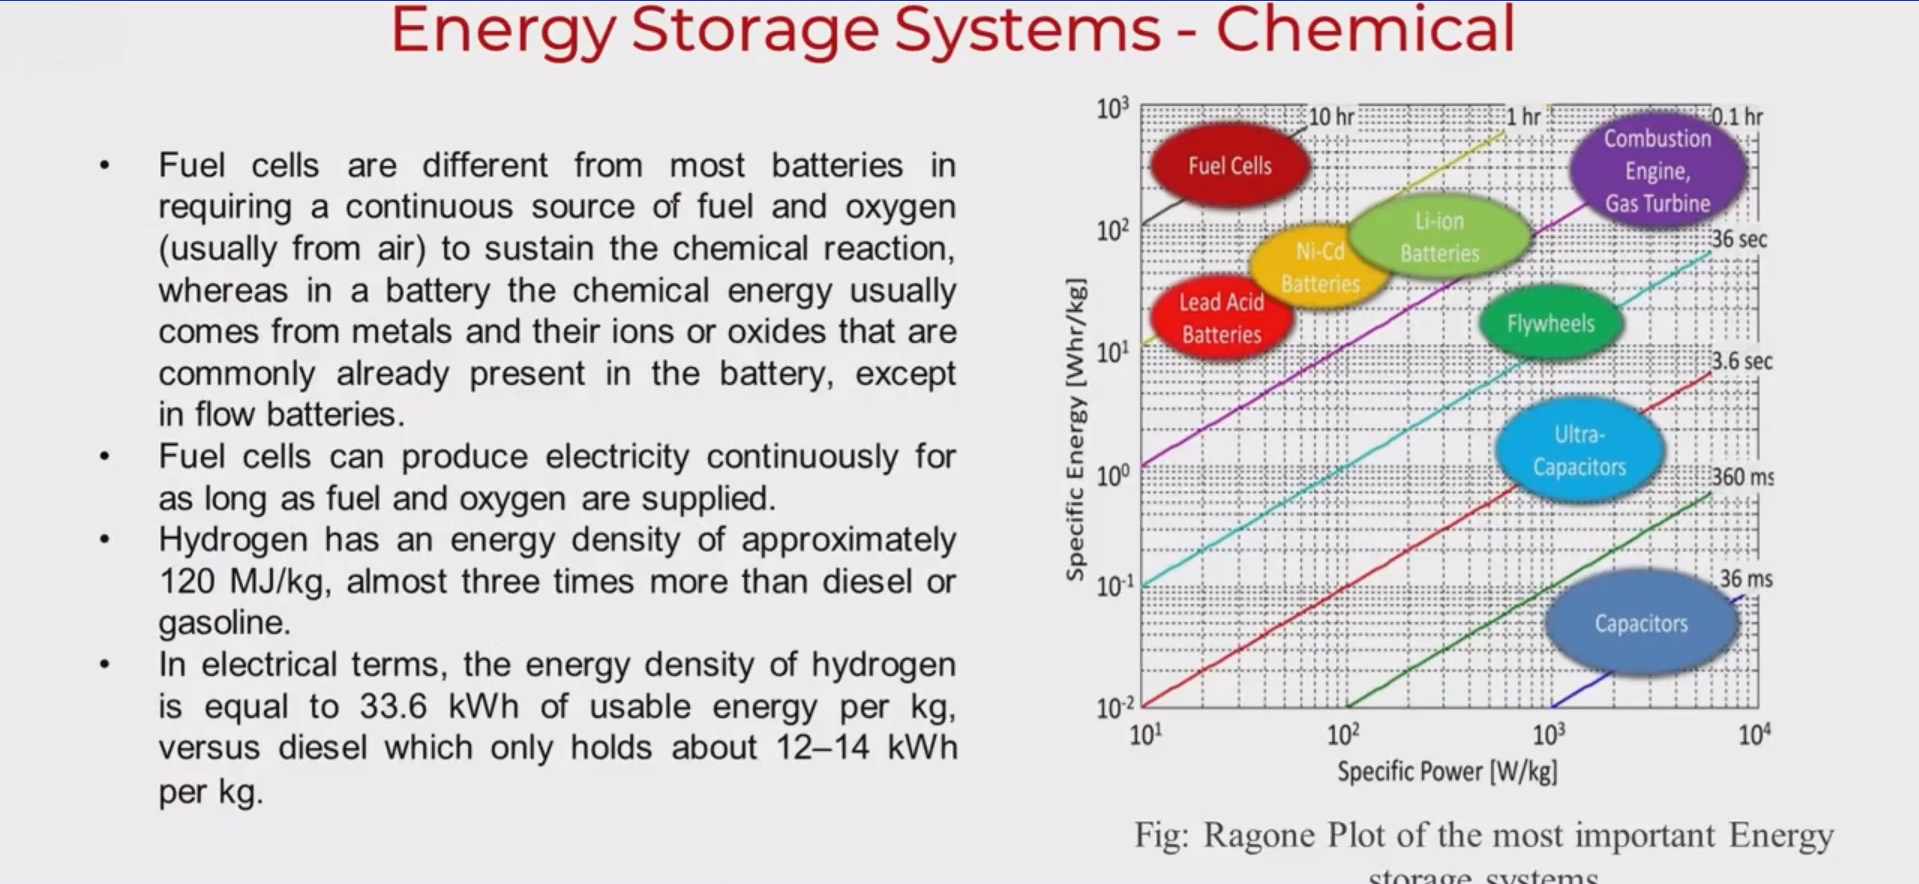 Energy Storage Systems - Chemical
• Fuel cells are different from most batteries in
requiring a continuous source of fuel and oxygen
(usually from air) to sustain the chemical reaction,
whereas in a battery the chemical energy usually
comes from metals and their ions or oxides that are
commonly already present in the battery, except
in flow batteries.
• Fuel cells can produce electricity continuously for
as long as fuel and oxygen are supplied.
• Hydrogen has an energy density of approximately
120 MJ/kg, almost three times more than diesel or
gasoline.
• In electrical terms, the energy density of hydrogen
is equal to 33.6 kWh of usable energy per kg,
versus diesel which only holds about 12–14 kWh
per kg.
Specific Energy [Whr/kg]
10³
10²
10¹
10⁰
10⁻¹
10⁻²
10 hr
1 hr
0.1 hr
36 sec
3.6 sec
360 ms
36 ms
Fuel Cells
Combustion
Engine,
Gas Turbine
Li-ion
Batteries
Ni-Cd
Batteries
Lead Acid
Batteries
Flywheels
Ultra-
Capacitors
Capacitors
10¹
10²
10³
10⁴
Specific Power [W/kg]
Fig: Ragone Plot of the most important Energy
storage systems